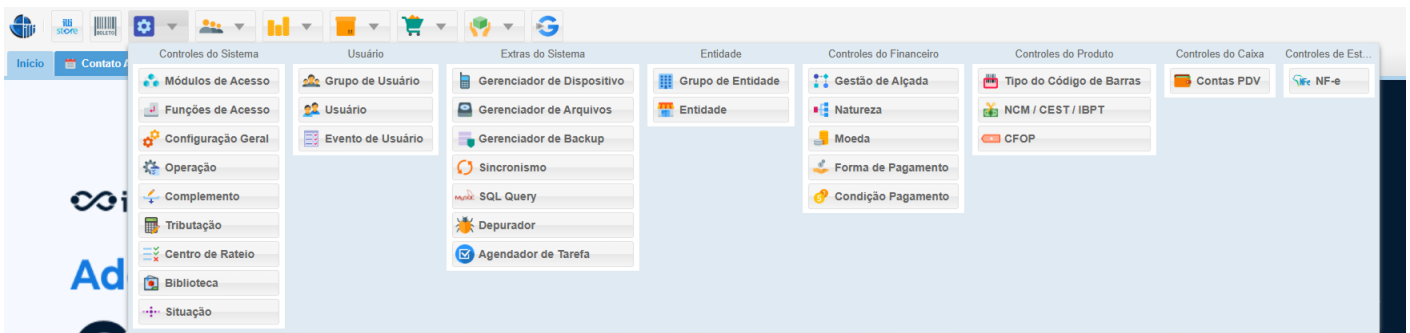 illi
store
BOLETO
Início
Contato
Controles do Sistema
Módulos de Acesso
Funções de Acesso
Configuração Geral
Operação
Complemento
Tributação
Centro de Rateio
Biblioteca
Situação
Usuário
Grupo de Usuário
Usuário
Evento de Usuário
Extras do Sistema
Gerenciador de Dispositivo
Gerenciador de Arquivos
Gerenciador de Backup
Sincronismo
MySQL SQL Query
Depurador
Agendador de Tarefa
Entidade
Grupo de Entidade
Entidade
Controles do Financeiro
Gestão de Alçada
Natureza
Moeda
Forma de Pagamento
Condição Pagamento
Controles do Produto
Tipo do Código de Barras
NCM / CEST / IBPT
CFOP
Controles do Caixa
Contas PDV
Controles de Est...
NFe NF-e
Ad